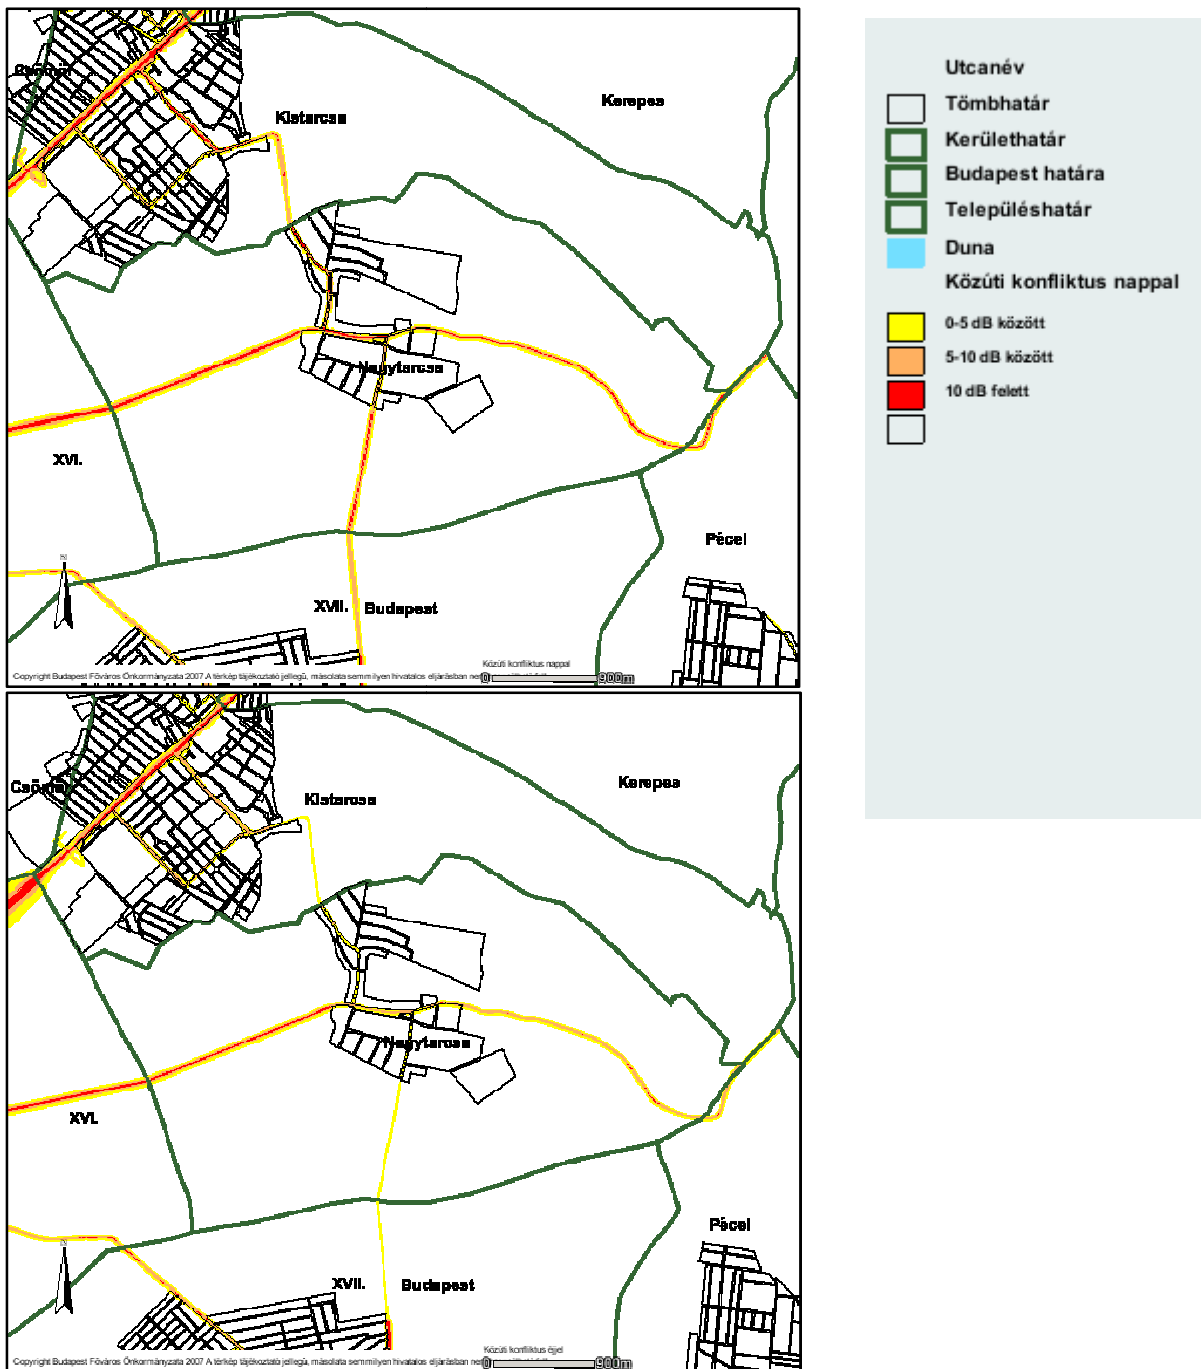 Csömör
Kistarcsa
Kerepes
Nagytarcsa
XVI.
Pécel
XVII. Budapest
N
Közúti konfliktus nappal
Copyright Budapest Főváros Önkormányzata 2007 A térkép tájékoztató jellegű, másolata semmilyen hivatalos eljárásban
0 900m
Utcanév
Tömbhatár
Kerülethatár
Budapest határa
Településhatár
Duna
Közúti konfliktus nappal
0-5 dB között
5-10 dB között
10 dB felett
Csömör
Kistarcsa
Kerepes
Nagytarcsa
XVI.
Pécel
XVII. Budapest
N
Közúti konfliktus éjjel
Copyright Budapest Főváros Önkormányzata 2007 A térkép tájékoztató jellegű, másolata semmilyen hivatalos eljárásban
0 900m